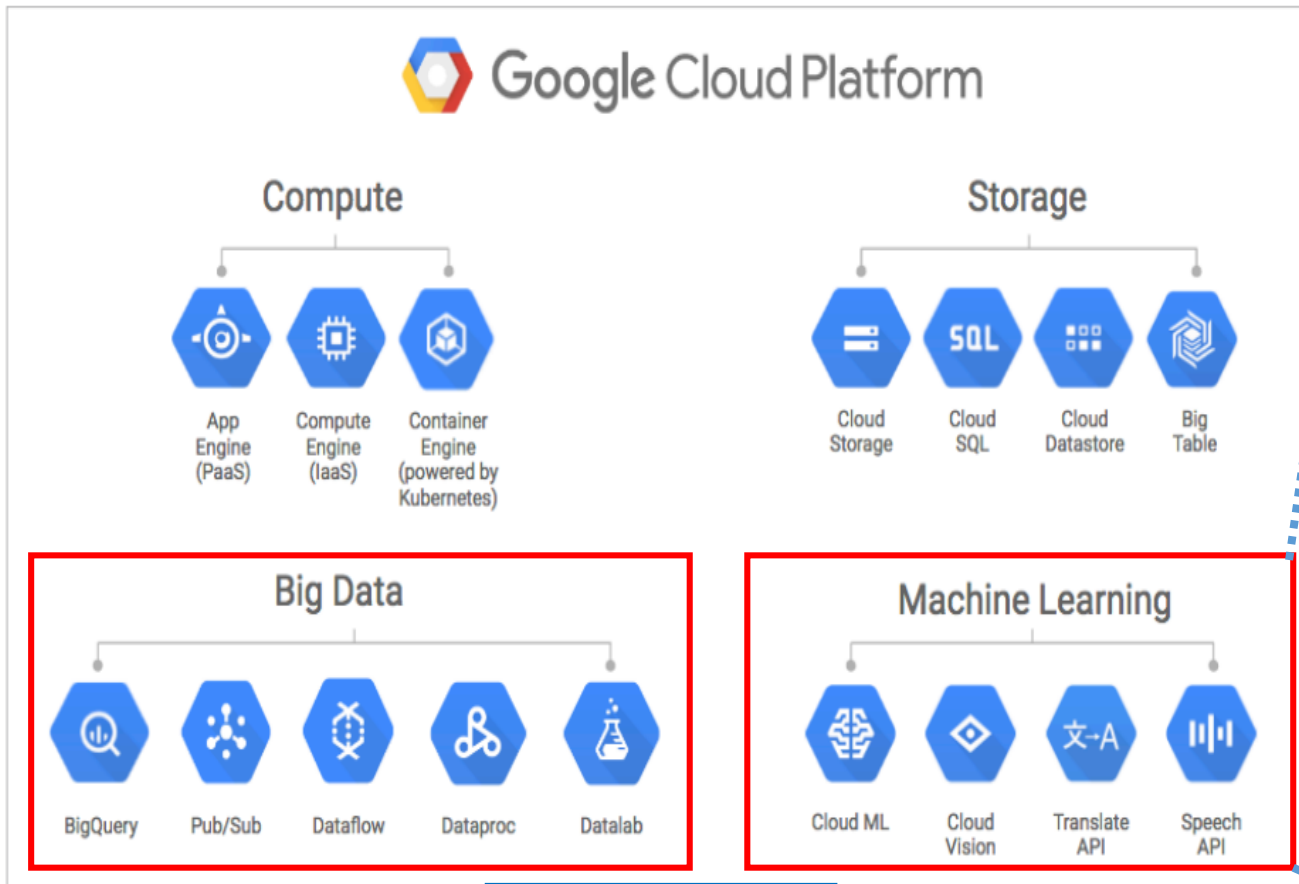 Google Cloud Platform
Compute
App
Engine
(PaaS)
Compute
Engine
(IaaS)
Container
Engine
(powered by
Kubernetes)
Storage
Cloud
Storage
SQL
Cloud
SQL
Cloud
Datastore
Big
Table
Big Data
BigQuery
Pub/Sub
Dataflow
Dataproc
Datalab
Machine Learning
Cloud ML
Cloud
Vision
文→A
Translate
API
Speech
API